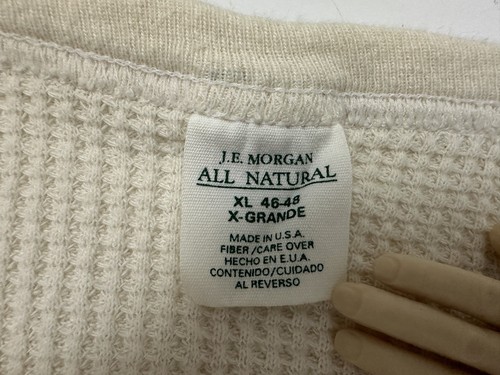 J.E. MORGAN
ALL NATURAL
XL 46-48
X-GRANDE
MADE IN U.S.A.
FIBER/CARE OVER
HECHO EN E.U.A.
CONTENIDO/CUIDADO
AL REVERSO